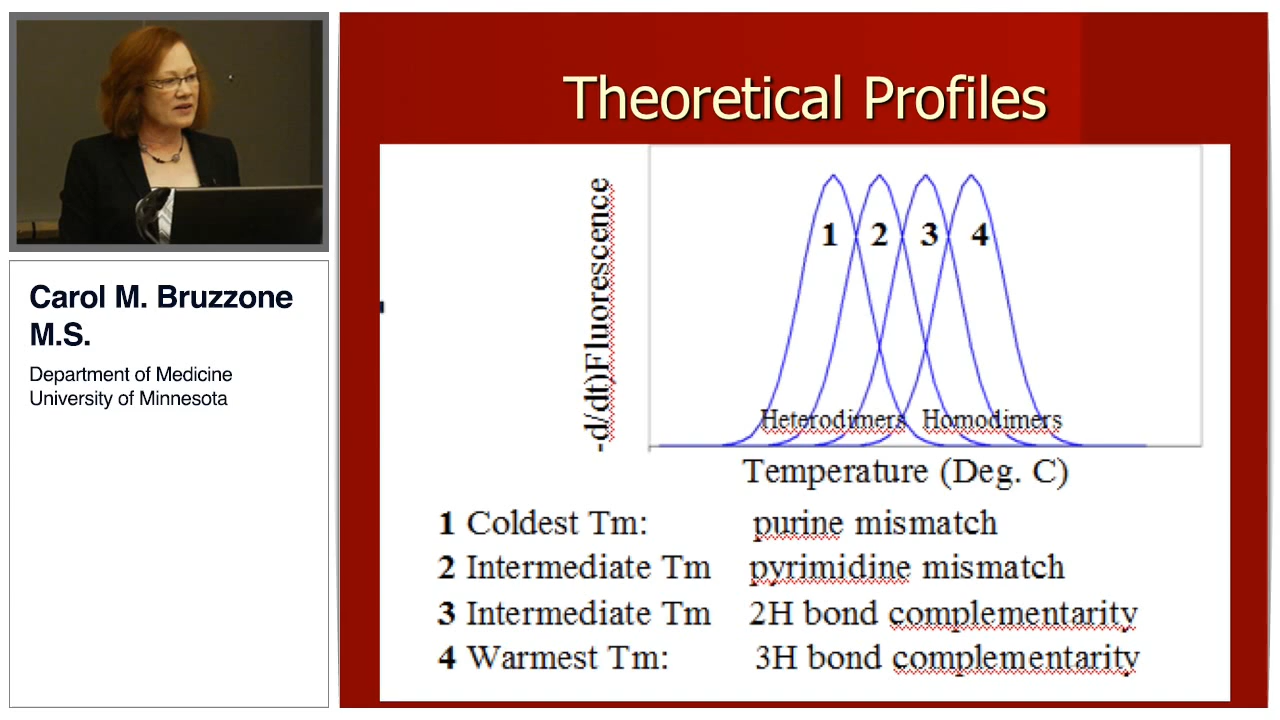 Carol M. Bruzzone
M.S.
Department of Medicine
University of Minnesota
Theoretical Profiles
-d/dt)Fluorescence
1 2 3 4
Heterodimers Homodimers
Temperature (Deg. C)
1 Coldest Tm: purine mismatch
2 Intermediate Tm pyrimidine mismatch
3 Intermediate Tm 2H bond complementarity
4 Warmest Tm: 3H bond complementarity